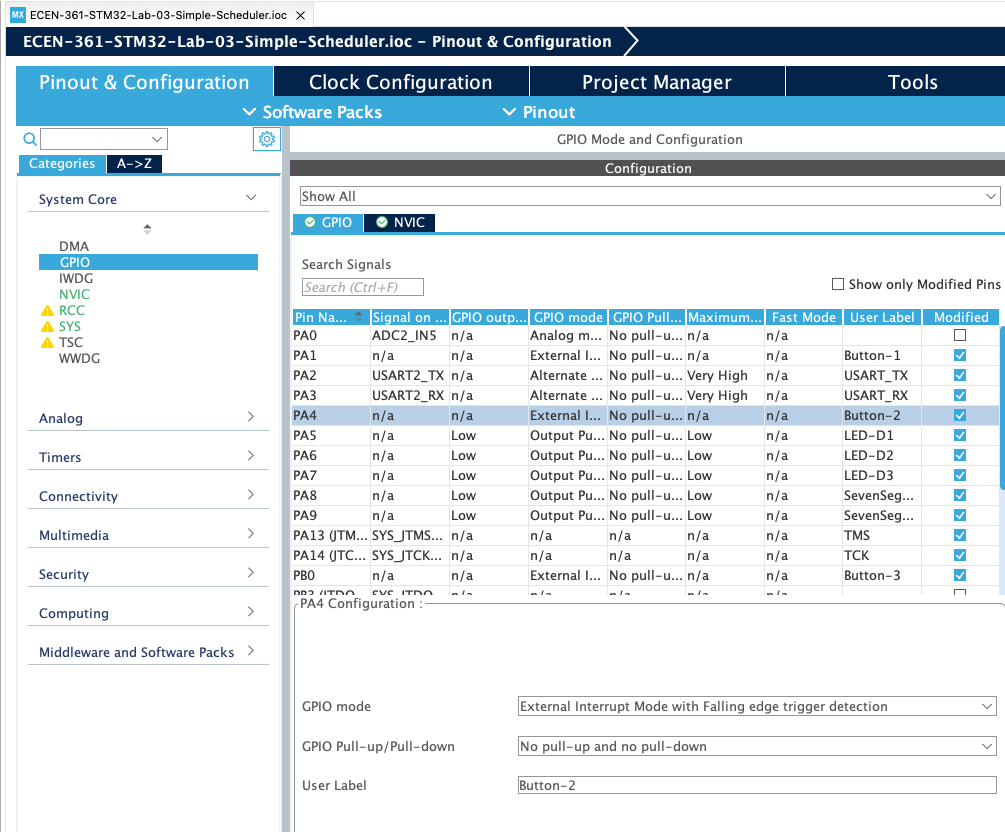 MX ECEN-361-STM32-Lab-03-Simple-Scheduler.ioc
ECEN-361-STM32-Lab-03-Simple-Scheduler.ioc - Pinout & Configuration
Pinout & Configuration Clock Configuration Project Manager Tools
Software Packs Pinout
GPIO Mode and Configuration
Categories A->Z
Configuration
System Core
DMA
GPIO
IWDG
NVIC
RCC
SYS
TSC
WWDG
Analog
Timers
Connectivity
Multimedia
Security
Computing
Middleware and Software Packs
Show All
GPIO NVIC
Search Signals
Search (Ctrl+F)
Show only Modified Pins
Pin Na... Signal on ... GPIO outp... GPIO mode GPIO Pull... Maximum... Fast Mode User Label Modified
PA0 ADC2_IN5 n/a Analog m... No pull-u... n/a n/a
PA1 n/a n/a External I... No pull-u... n/a n/a Button-1
PA2 USART2_TX n/a Alternate ... No pull-u... Very High n/a USART_TX
PA3 USART2_RX n/a Alternate ... No pull-u... Very High n/a USART_RX
PA4 n/a n/a External I... No pull-u... n/a n/a Button-2
PA5 n/a Low Output Pu... No pull-u... Low n/a LED-D1
PA6 n/a Low Output Pu... No pull-u... Low n/a LED-D2
PA7 n/a Low Output Pu... No pull-u... Low n/a LED-D3
PA8 n/a Low Output Pu... No pull-u... Low n/a SevenSeg...
PA9 n/a Low Output Pu... No pull-u... Low n/a SevenSeg...
PA13 (JTM... SYS_JTMS... n/a n/a n/a n/a n/a TMS
PA14 (JTC... SYS_JTCK... n/a n/a n/a n/a n/a TCK
PB0 n/a n/a External I... No pull-u... n/a n/a Button-3
PB3 (JTDO... SYS_JTDO... n/a n/a n/a n/a n/a
PA4 Configuration :
GPIO mode External Interrupt Mode with Falling edge trigger detection
GPIO Pull-up/Pull-down No pull-up and no pull-down
User Label Button-2